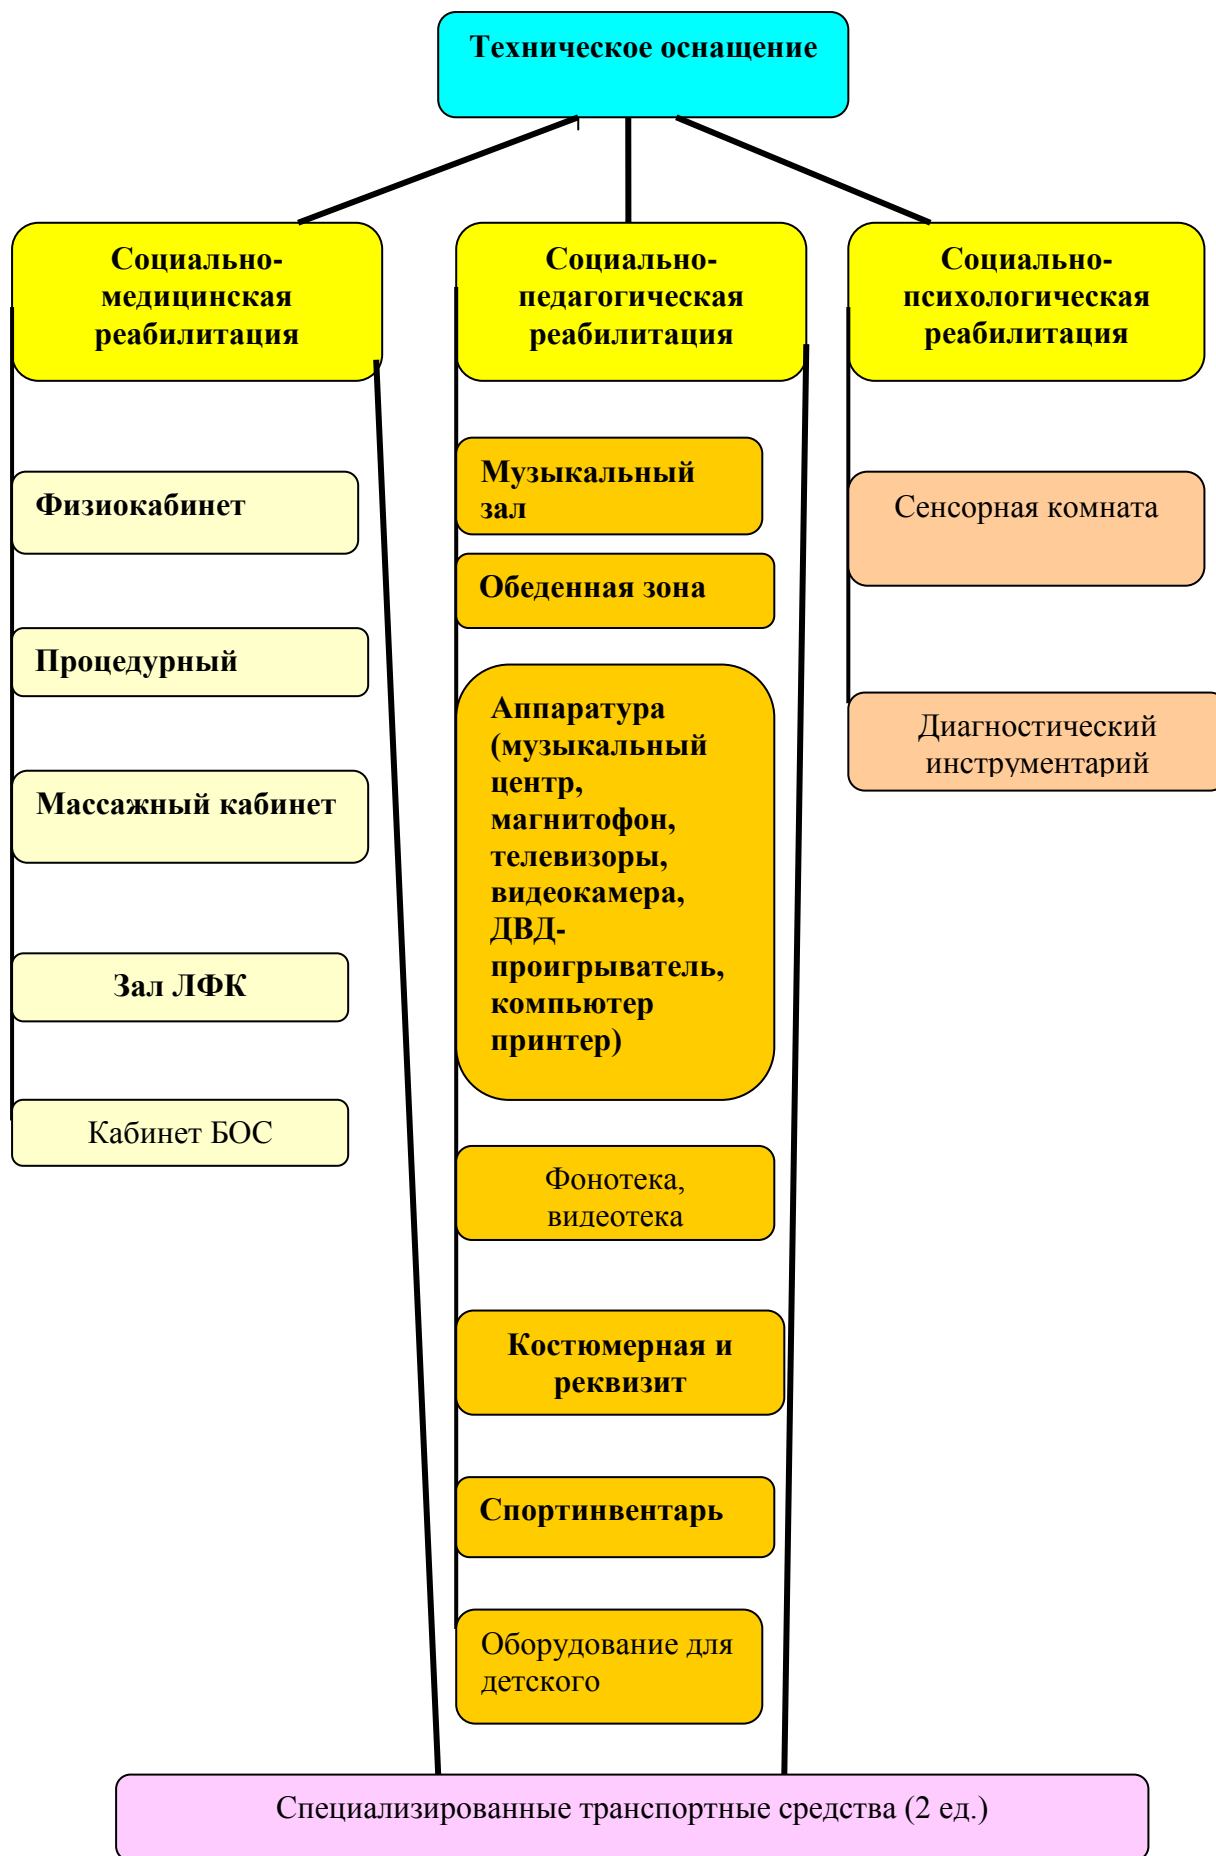 Техническое оснащение
Социально-
медицинская
реабилитация
Социально-
педагогическая
реабилитация
Социально-
психологическая
реабилитация
Физиокабинет
Процедурный
Массажный кабинет
Зал ЛФК
Кабинет БОС
Музыкальный
зал
Обеденная зона
Аппаратура
(музыкальный
центр,
магнитофон,
телевизоры,
видеокамера,
ДВД-
проигрыватель,
компьютер
принтер)
Фонотека,
видеотека
Костюмерная и
реквизит
Спортинвентарь
Оборудование для
детского
Сенсорная комната
Диагностический
инструментарий
Специализированные транспортные средства (2 ед.)